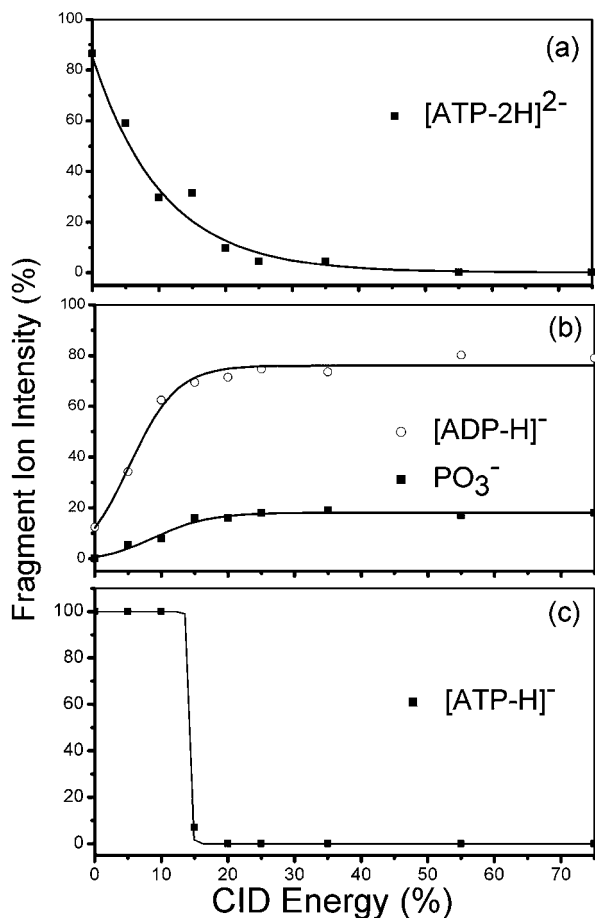 Fragment Ion Intensity (%)
(a)
[ATP-2H]²⁻
100
80
60
40
20
0
(b)
[ADP-H]⁻
PO₃⁻
100
80
60
40
20
0
(c)
[ATP-H]⁻
100
80
60
40
20
0
0 10 20 30 40 50 60 70
CID Energy (%)